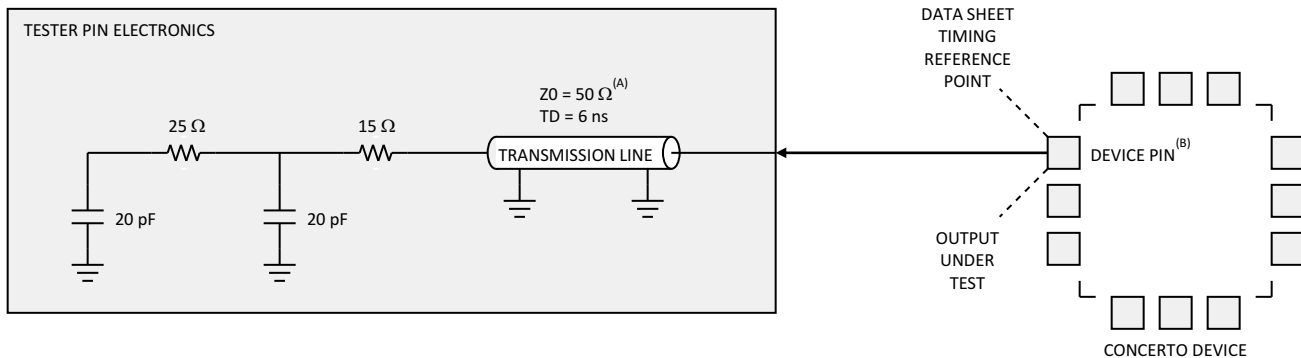 TESTER PIN ELECTRONICS
25 Ω
15 Ω
Z0 = 50 Ω(A)
TD = 6 ns
TRANSMISSION LINE
20 pF
20 pF
DATA SHEET
TIMING
REFERENCE
POINT
DEVICE PIN(B)
OUTPUT
UNDER
TEST
CONCERTO DEVICE